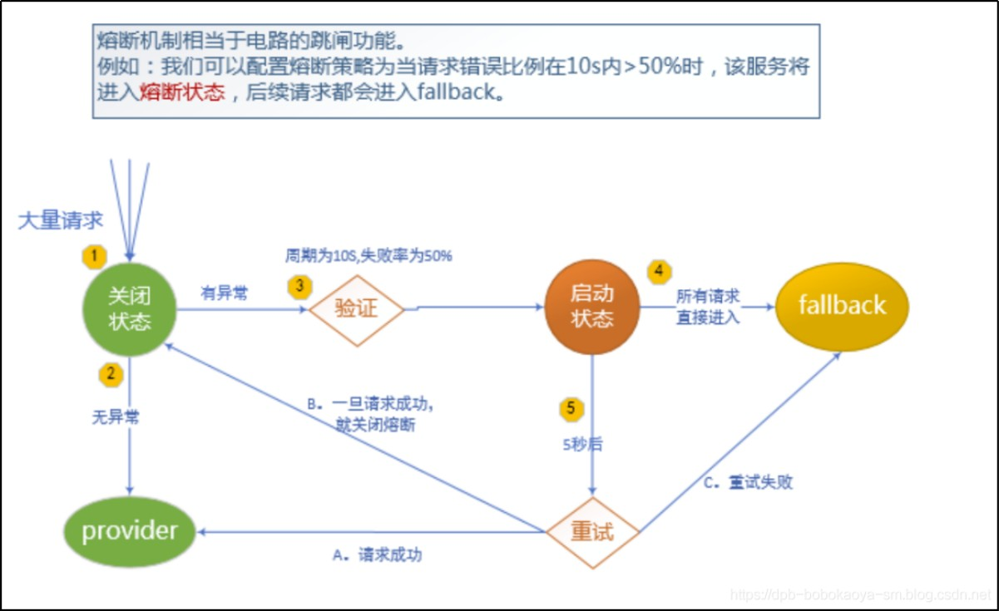 熔断机制相当于电路的跳闸功能。
例如：我们可以配置熔断策略为当请求错误比例在10s内>50%时，该服务将
进入熔断状态，后续请求都会进入fallback。
大量请求
1
关闭
状态
有异常
周期为10S,失败率为50%
3
验证
启动
状态
4
所有请求
直接进入
fallback
2
无异常
B. 一旦请求成功,
就关闭熔断
5
5秒后
C. 重试失败
provider
A. 请求成功
重试
https://dpb-bobokaoya-sm.blog.csdn.net